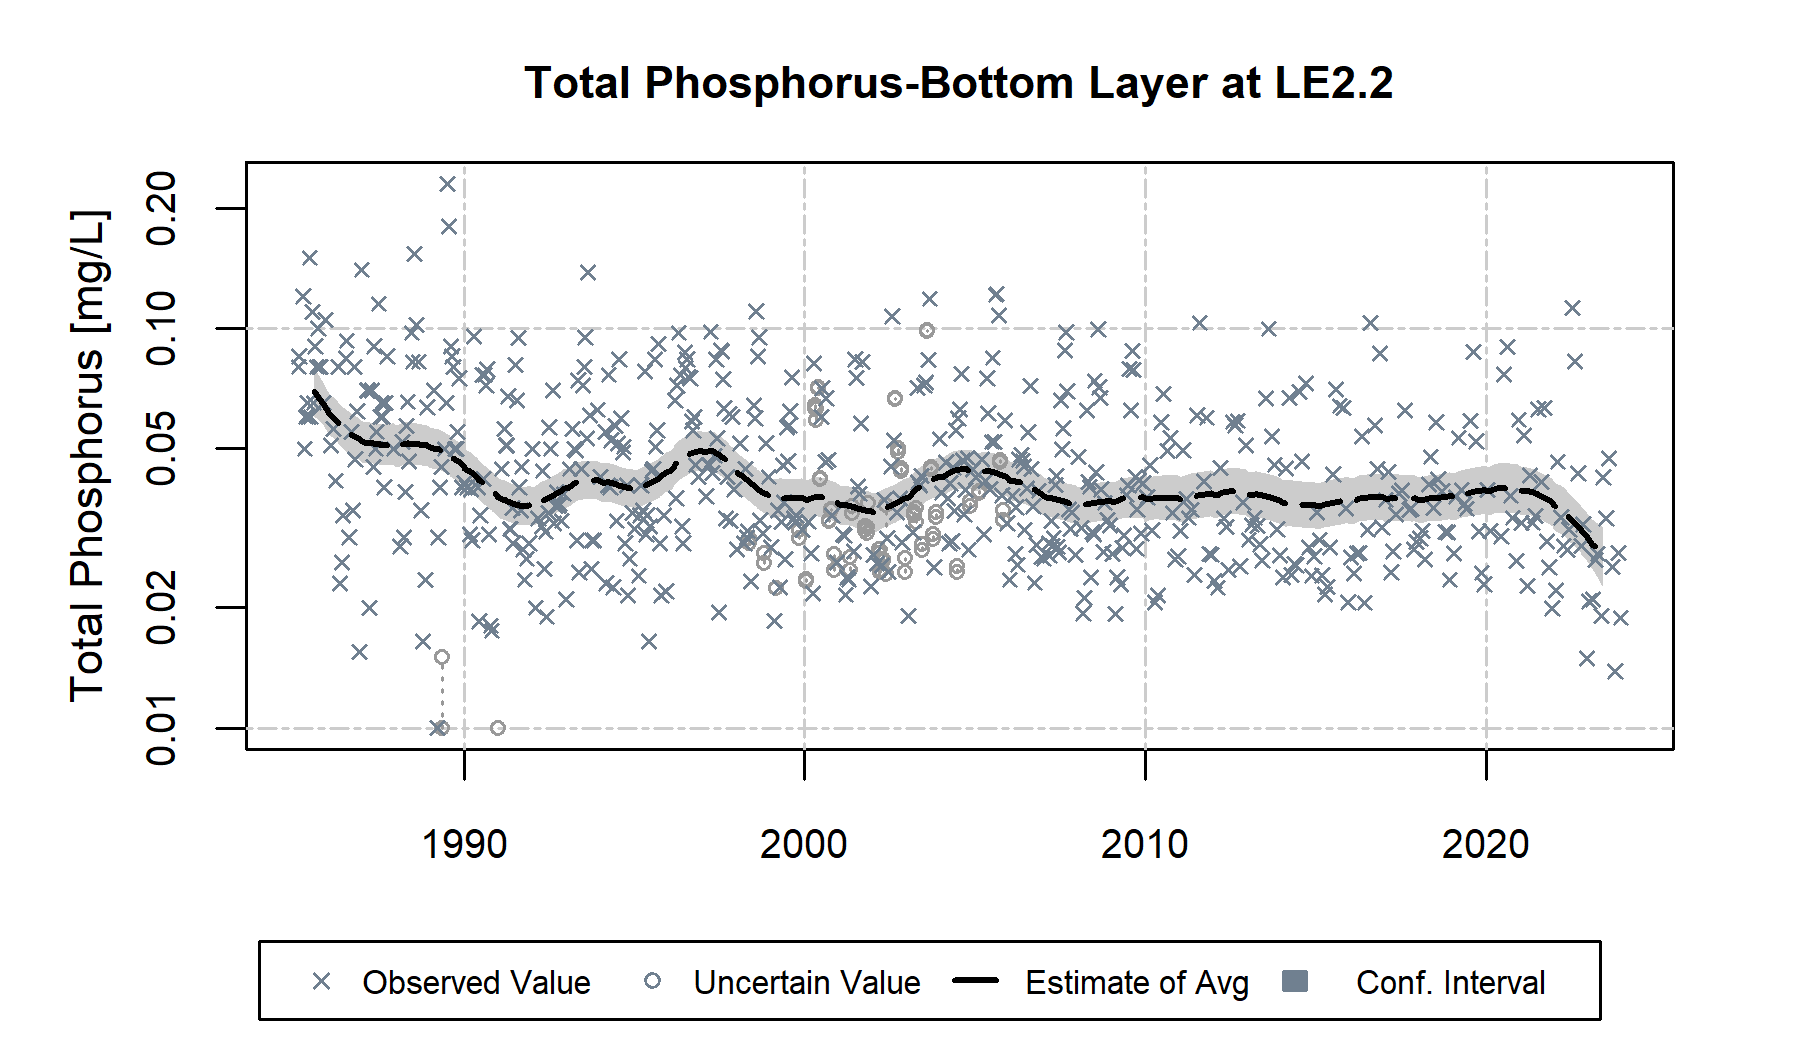 Total Phosphorus-Bottom Layer at LE2.2
Total Phosphorus [mg/L]
0.20
0.10
0.05
0.02
0.01
1990 2000 2010 2020
Observed Value Uncertain Value Estimate of Avg Conf. Interval